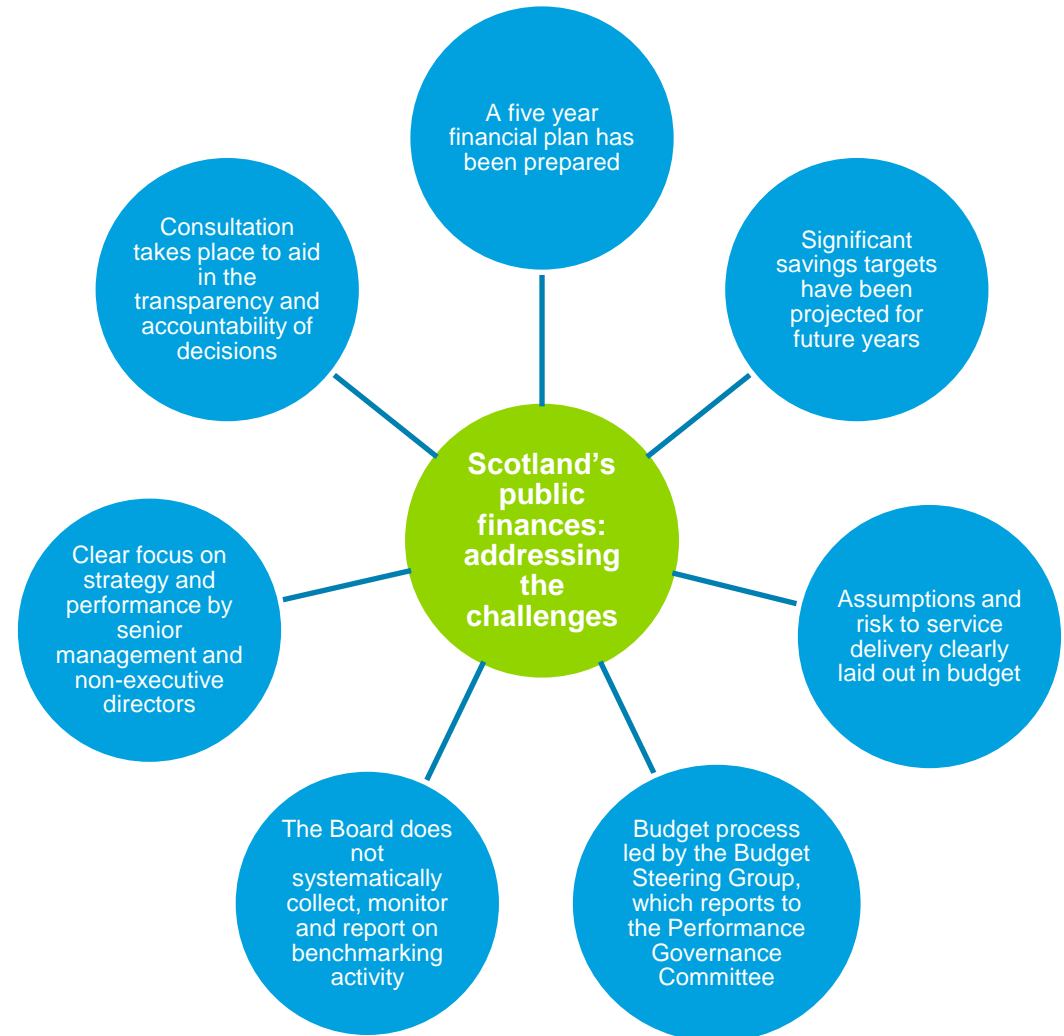 A five year
financial plan has
been prepared
Significant
savings targets
have been
projected for
future years
Assumptions and
risk to service
delivery clearly
laid out in budget
Budget process
led by the Budget
Steering Group,
which reports to
the Performance
Governance
Committee
The Board does
not
systematically
collect, monitor
and report on
benchmarking
activity
Clear focus on
strategy and
performance by
senior
management and
non-executive
directors
Consultation
takes place to aid
in the
transparency and
accountability of
decisions
Scotland’s
public
finances:
addressing
the
challenges